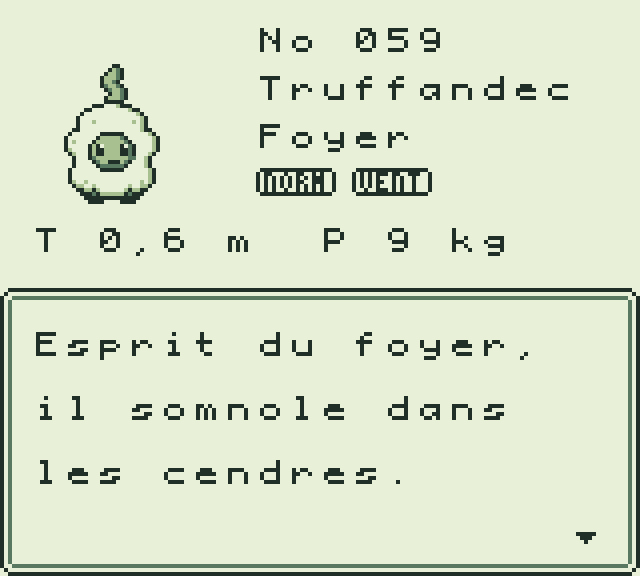 No 059
Truffandec
Foyer
NORM VENT
T 0,6 m P 9 kg
Esprit du foyer,
il somnole dans
les cendres.